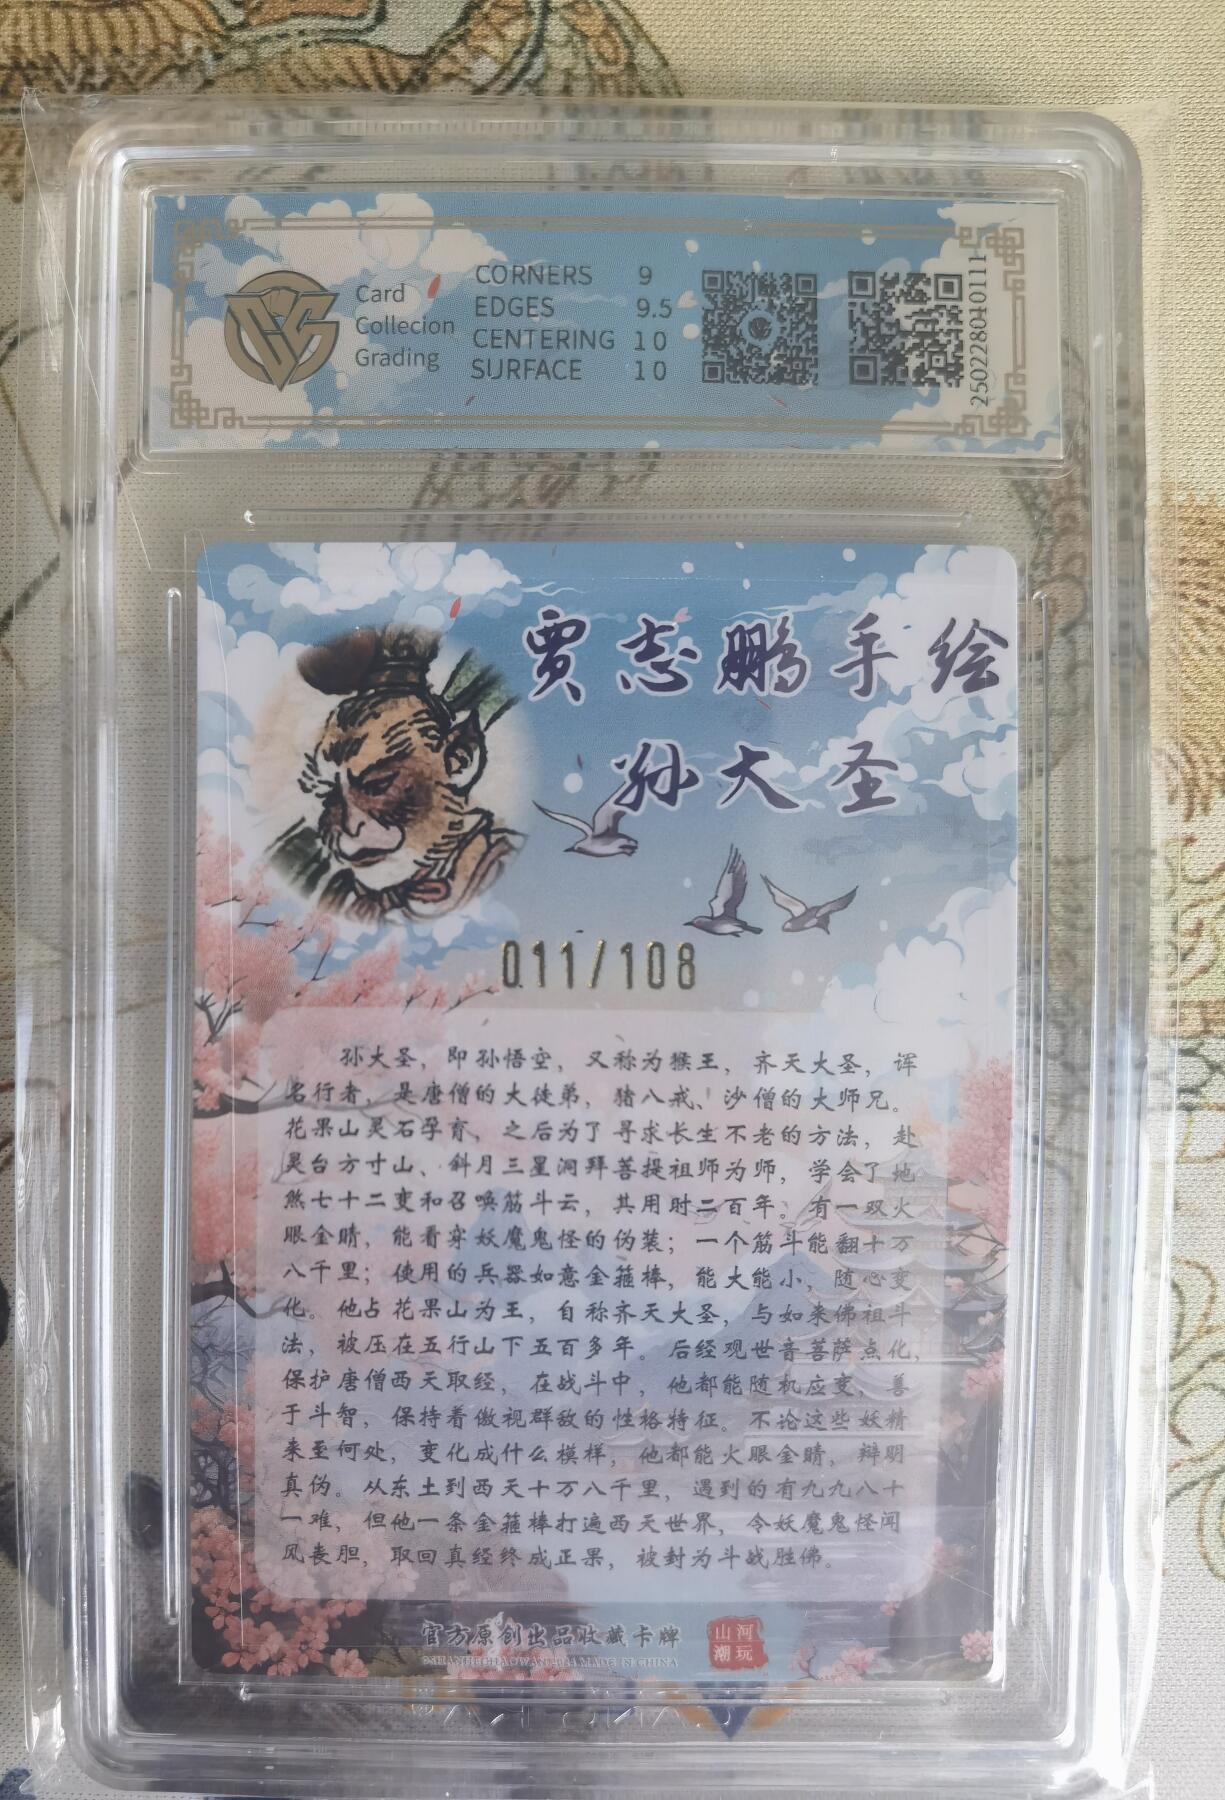 Card
Collecion
Grading
CORNERS 9
EDGES 9.5
CENTERING 10
SURFACE 10
贾志鹏手绘
孙大圣
011/108
孙大圣，即孙悟空，又称为猴王，齐天大圣，诨
名行者，是唐僧的大徒弟，猪八戒、沙僧的大师兄。
花果山灵石孕育，之后为了寻求长生不老的方法，赴
灵台方寸山、斜月三星洞拜菩提祖师为师，学会了地
煞七十二变和召唤筋斗云，其用时二百年。有一双火
眼金睛，能看穿妖魔鬼怪的伪装；一个筋斗能翻十万
八千里；使用的兵器如意金箍棒，能大能小，随心变
化。他占花果山为王，自称齐天大圣，与如来佛祖斗
法，被压在五行山下五百多年。后经观世音菩萨点化，
保护唐僧西天取经，在战斗中，他都能随机应变，善
于斗智，保持着傲视群敌的性格特征。不论这些妖精
来至何处，变化成什么模样，他都能火眼金睛，辩明
真伪。从东土到西天十万八千里，遇到的有九九八十
一难，但他一条金箍棒打遍西天世界，令妖魔鬼怪闻
风丧胆，取回真经终成正果，被封为斗战胜佛。
官方原创出品收藏卡牌
山河
潮玩